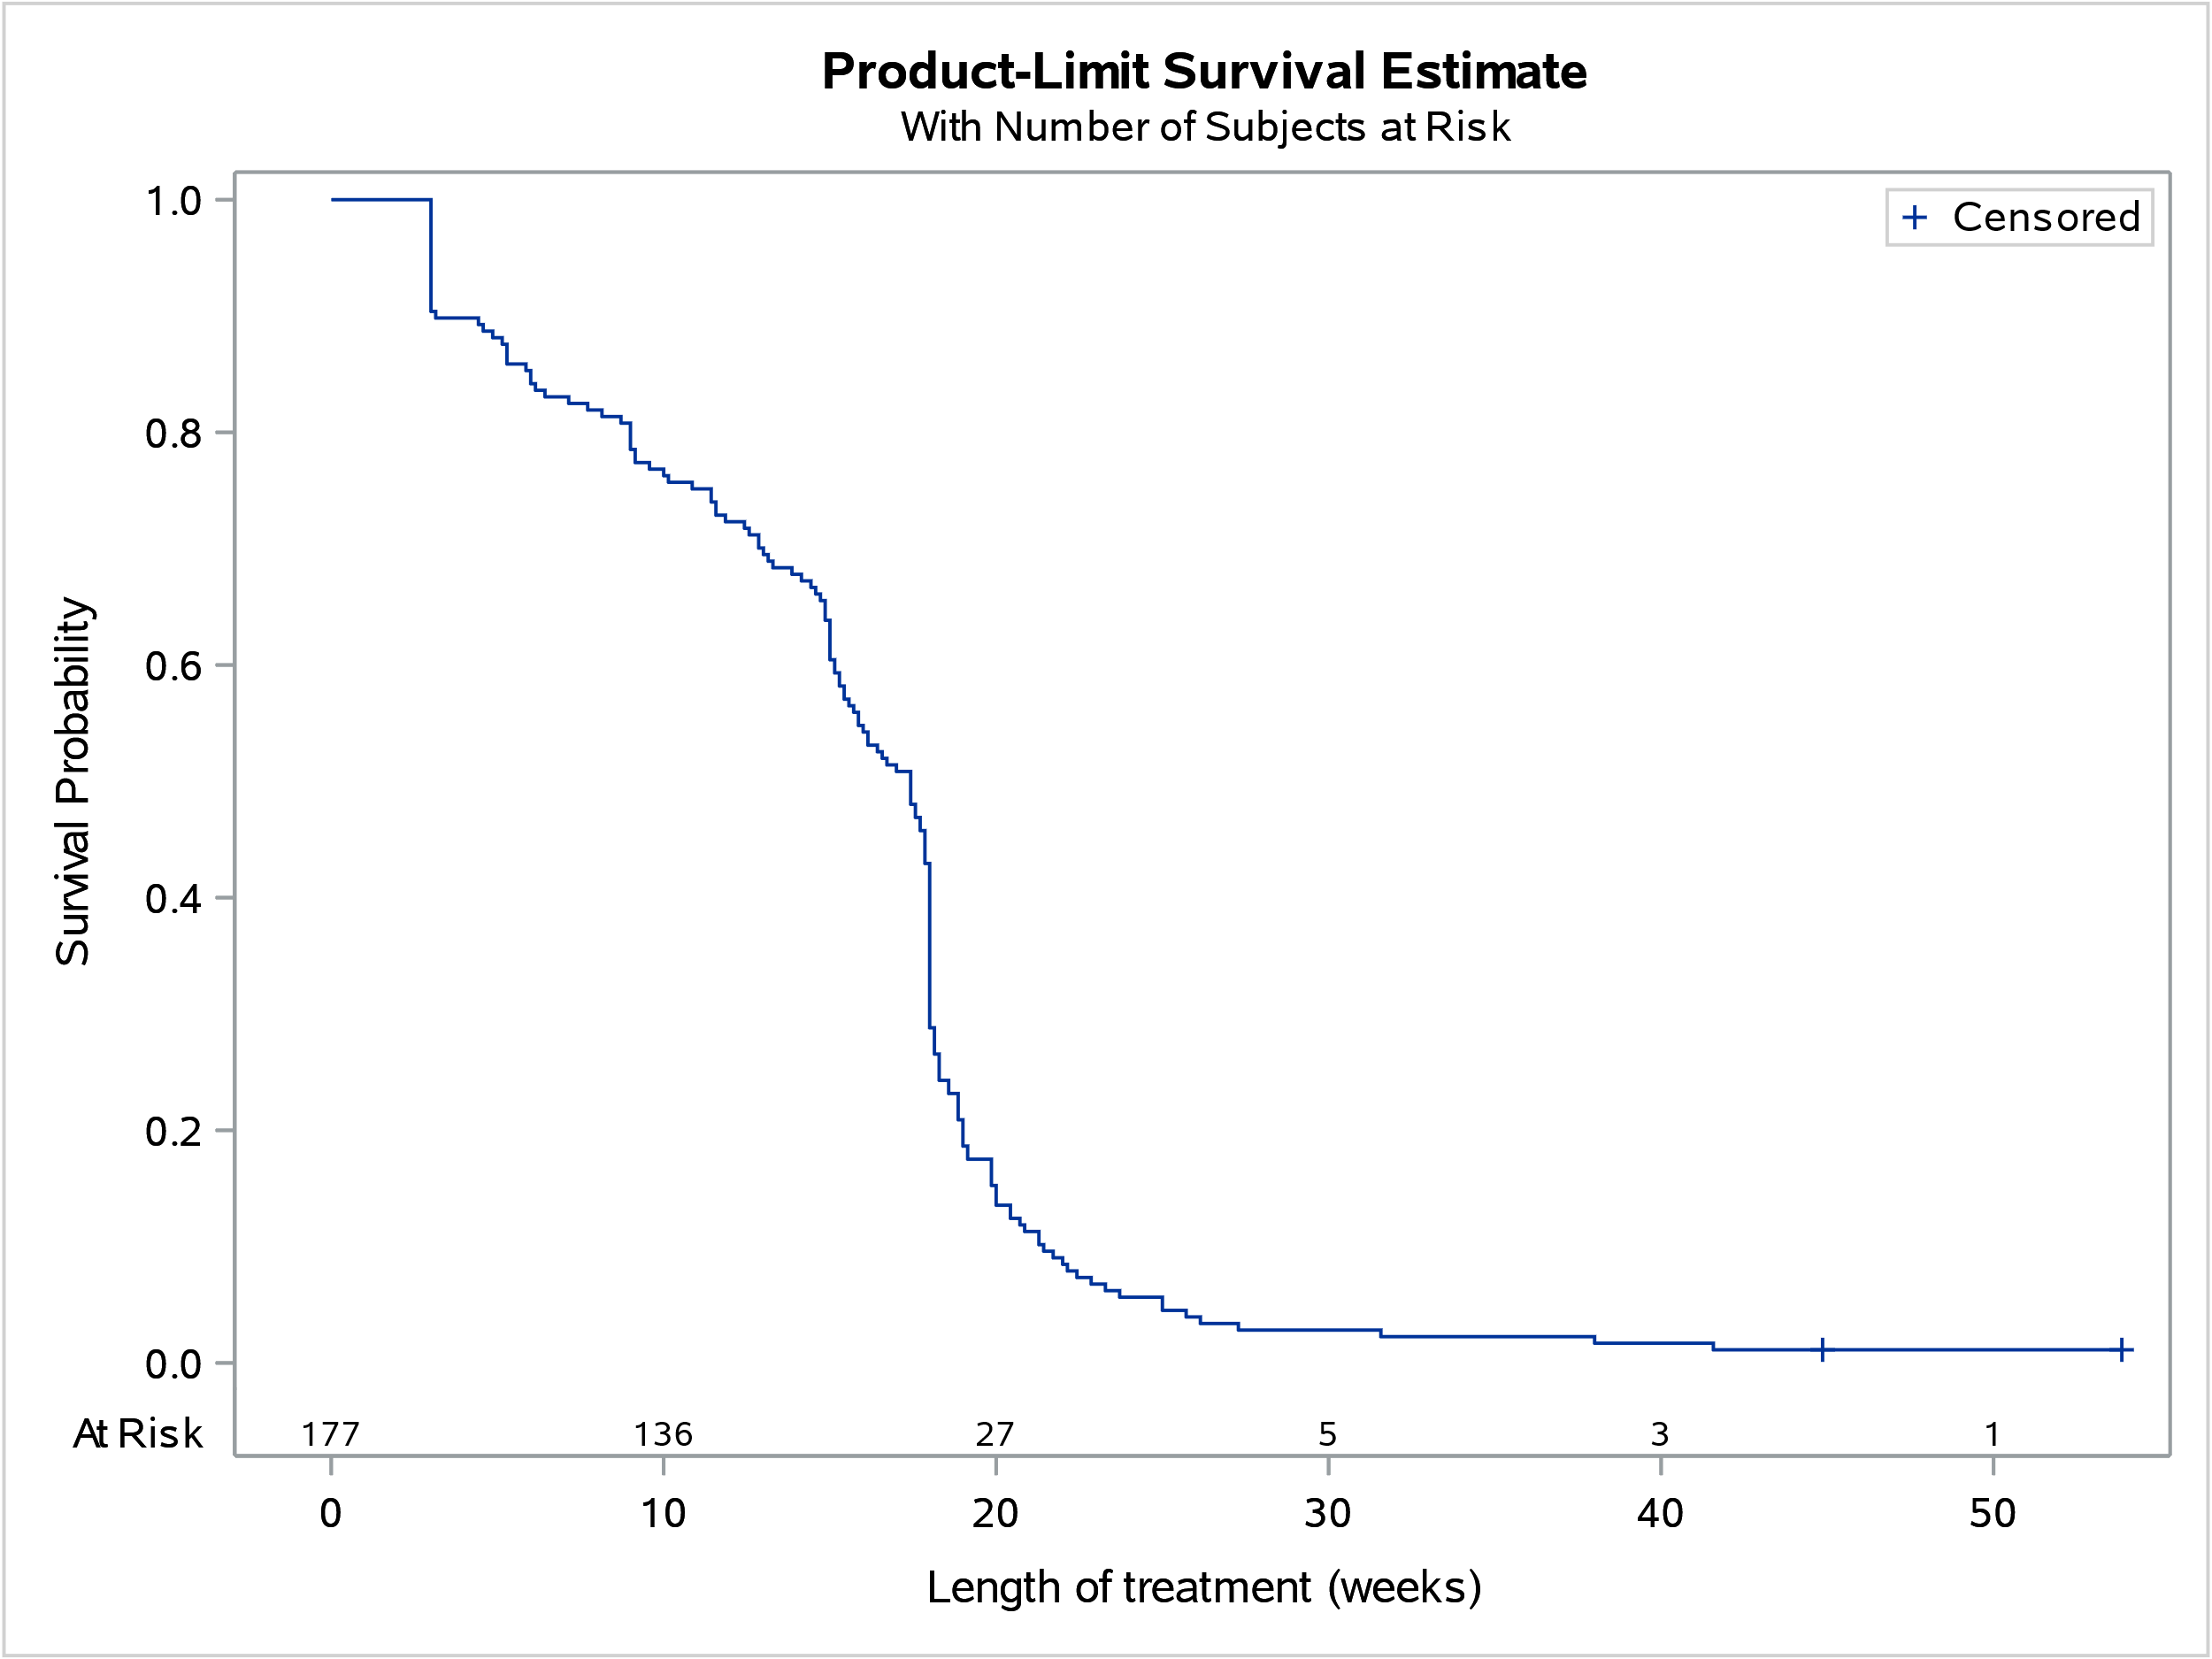 Product-Limit Survival Estimate
With Number of Subjects at Risk
+ Censored
1.0
0.8
0.6
0.4
0.2
0.0
Survival Probability
At Risk 177 136 27 5 3 1
0 10 20 30 40 50
Length of treatment (weeks)